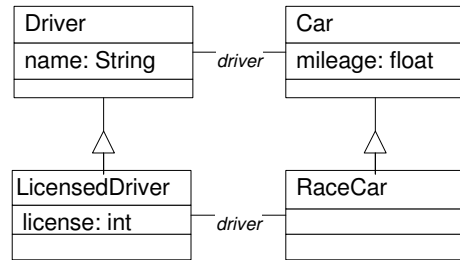 Driver
name: String
driver
Car
mileage: float
LicensedDriver
license: int
driver
RaceCar